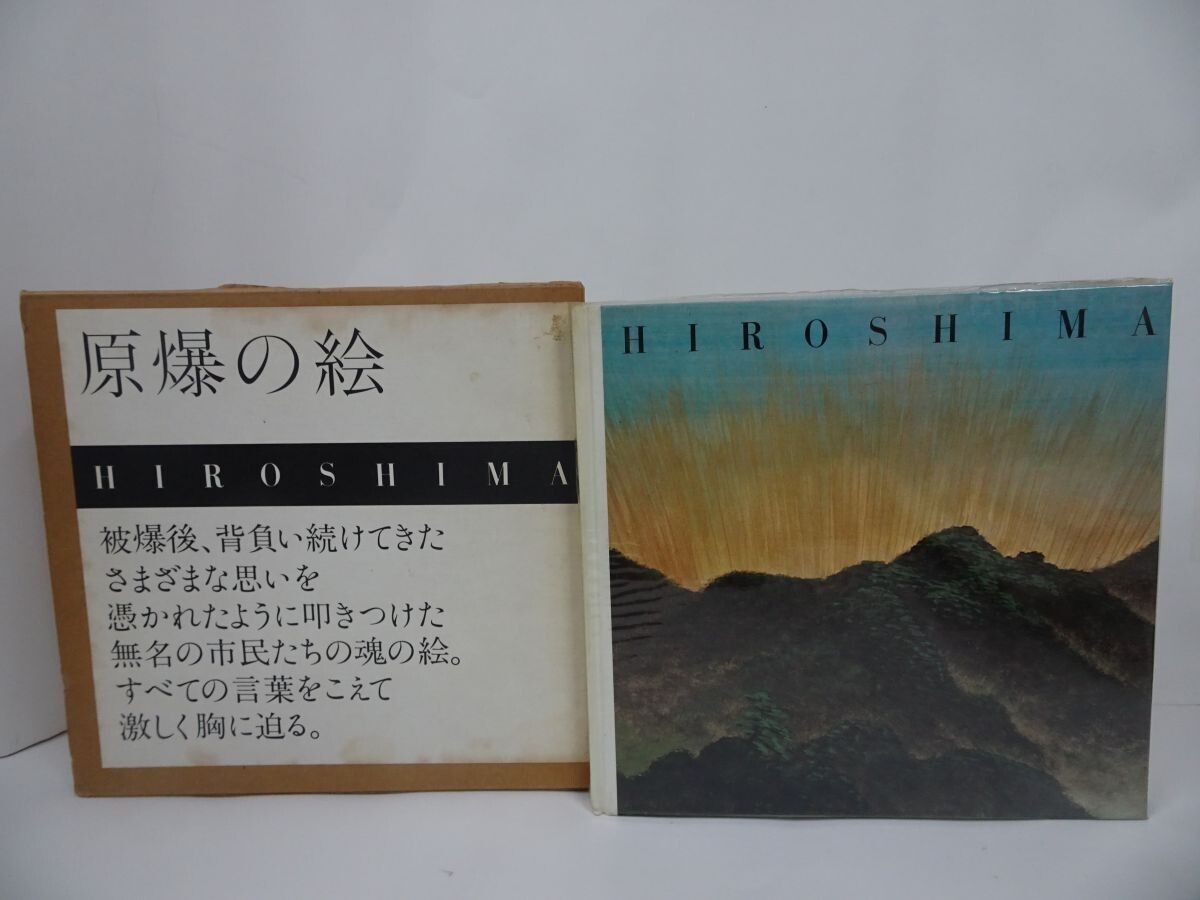 原爆の絵
HIROSHIMA
被爆後、背負い続けてきた
さまざまな思いを
憑かれたように叩きつけた
無名の市民たちの魂の絵。
すべての言葉をこえて
激しく胸に迫る。
HIROSHIMA